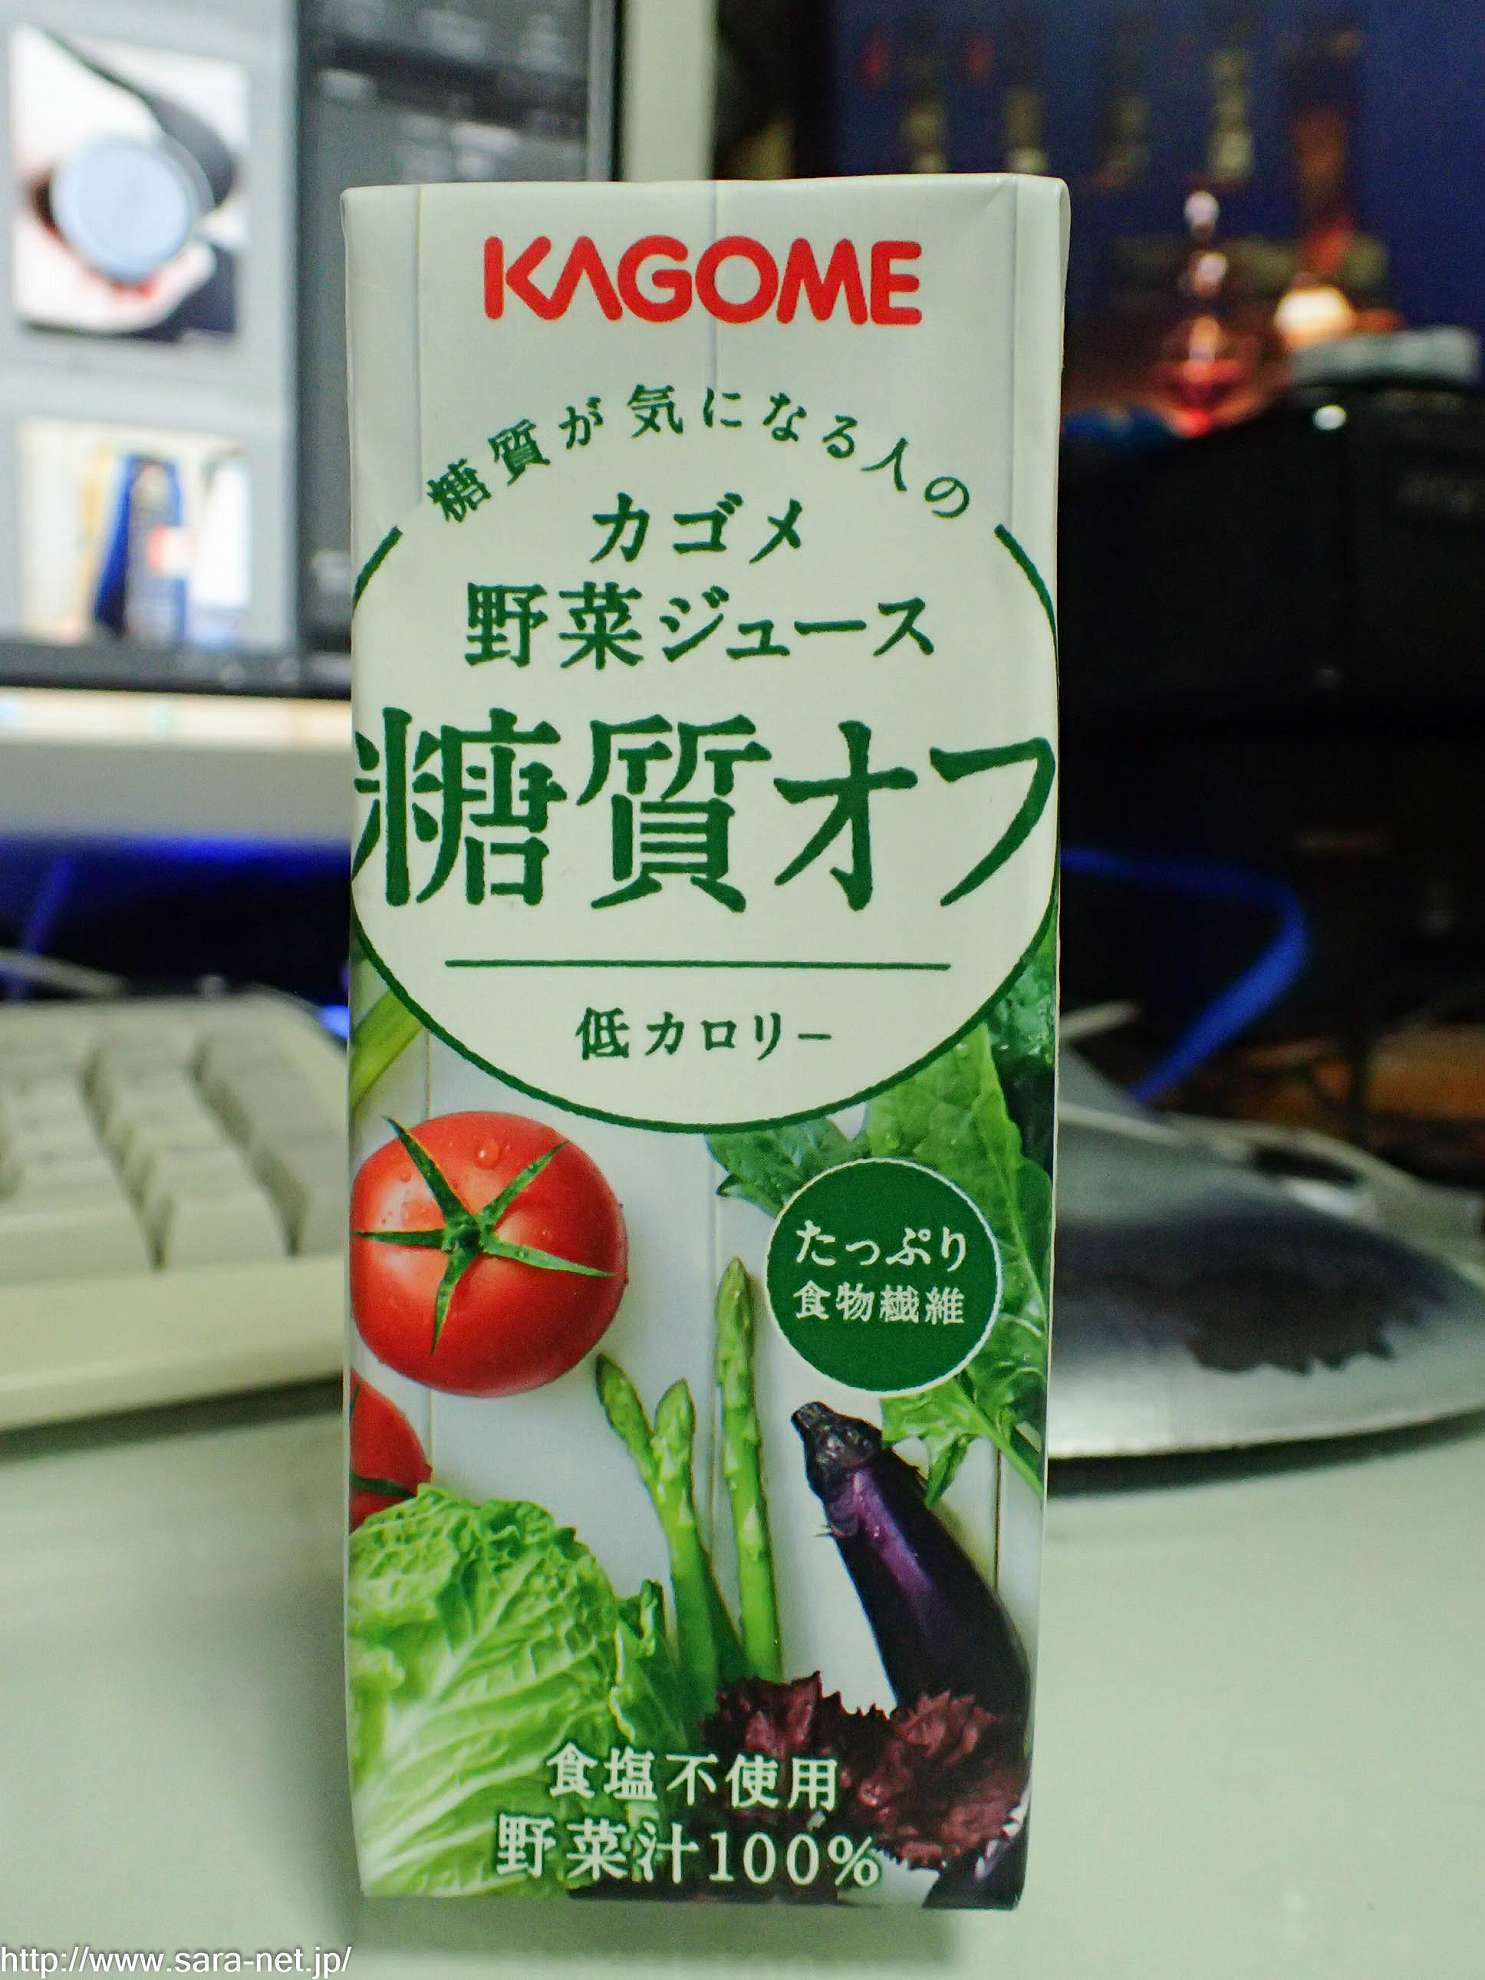 KAGOME
糖質が気になる人の
カゴメ
野菜ジュース
糖質オフ
低カロリー
たっぷり
食物繊維
食塩不使用
野菜汁100%
http://www.sara-net.jp/